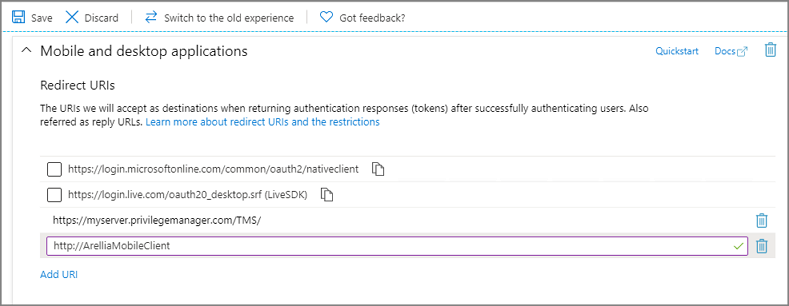 Save Discard Switch to the old experience Got feedback?
Mobile and desktop applications Quickstart Docs
Redirect URIs
The URIs we will accept as destinations when returning authentication responses (tokens) after successfully authenticating users. Also
referred as reply URLs. Learn more about redirect URIs and the restrictions
https://login.microsoftonline.com/common/oauth2/nativeclient
https://login.live.com/oauth20_desktop.srf (LiveSDK)
https://myserver.privilegemanager.com/TMS/
http://ArelliaMobileClient
Add URI